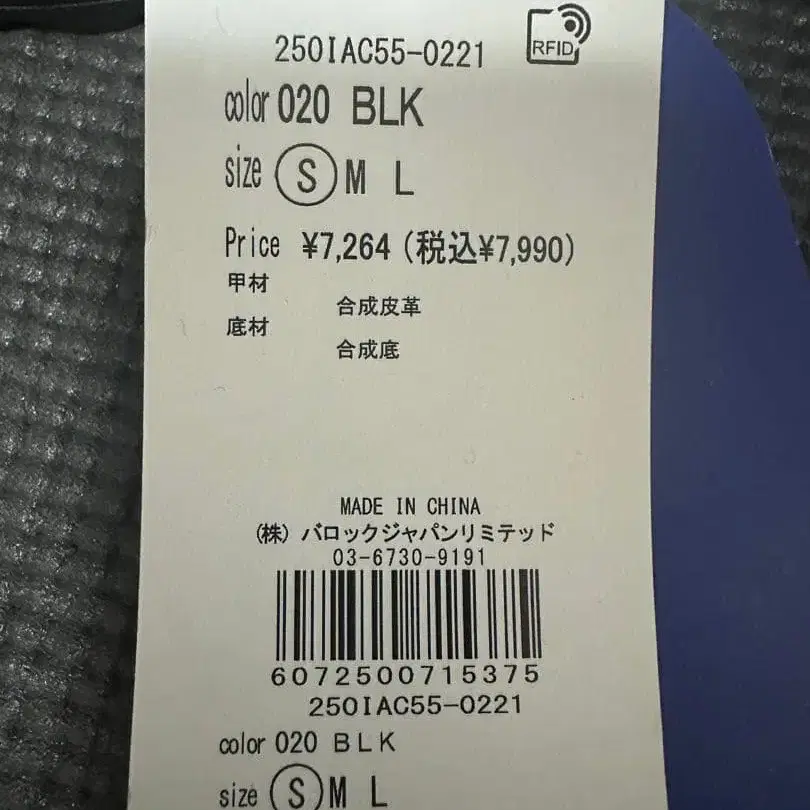 250IAC55-0221
RFID
color 020 BLK
size S M L
Price ¥7,264 (税込¥7,990)
甲材
合成皮革
底材
合成底
MADE IN CHINA
(株) バロックジャパンリミテッド
03-6730-9191
6072500715375
250IAC55-0221
color 020 BLK
size S M L